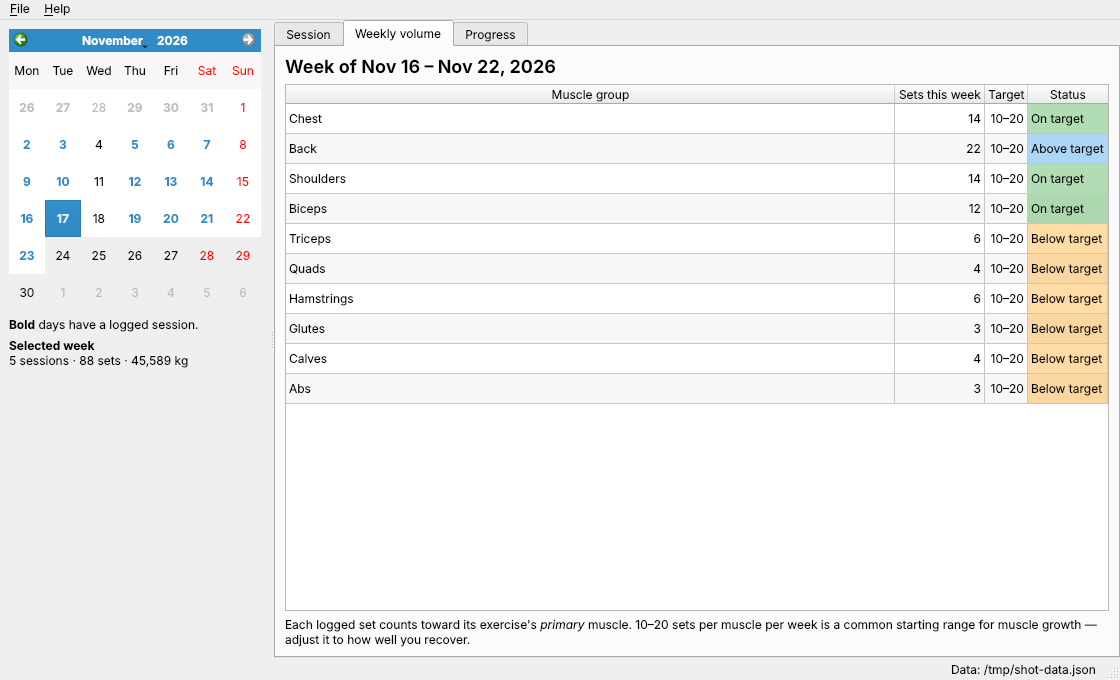 File Help
November 2026
Mon Tue Wed Thu Fri Sat Sun
26 27 28 29 30 31 1
2 3 4 5 6 7 8
9 10 11 12 13 14 15
16 17 18 19 20 21 22
23 24 25 26 27 28 29
30 1 2 3 4 5 6
Bold days have a logged session.
Selected week
5 sessions · 88 sets · 45,589 kg
Session Weekly volume Progress
Week of Nov 16 – Nov 22, 2026
Muscle group Sets this week Target Status
Chest 14 10–20 On target
Back 22 10–20 Above target
Shoulders 14 10–20 On target
Biceps 12 10–20 On target
Triceps 6 10–20 Below target
Quads 4 10–20 Below target
Hamstrings 6 10–20 Below target
Glutes 3 10–20 Below target
Calves 4 10–20 Below target
Abs 3 10–20 Below target
Each logged set counts toward its exercise's primary muscle. 10–20 sets per muscle per week is a common starting range for muscle growth —
adjust it to how well you recover.
Data: /tmp/shot-data.json